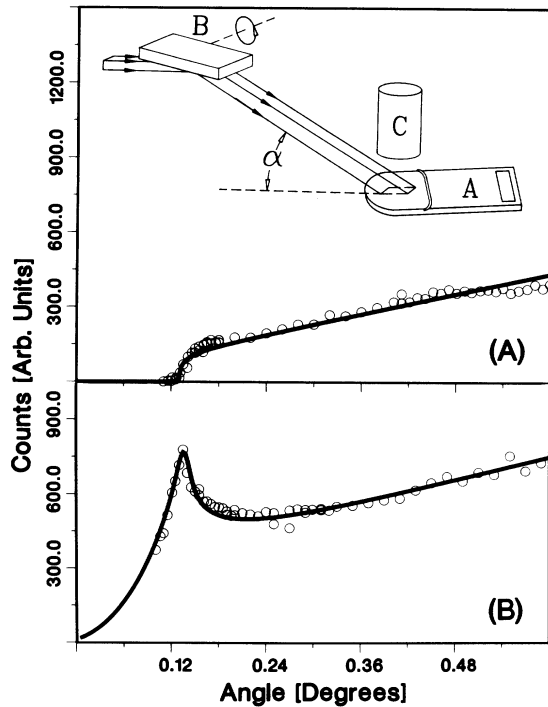 B
1200.0
C
900.0
α
A
600.0
300.0
(A)
Counts [Arb. Units]
900.0
600.0
300.0
(B)
0.12 0.24 0.36 0.48
Angle [Degrees]